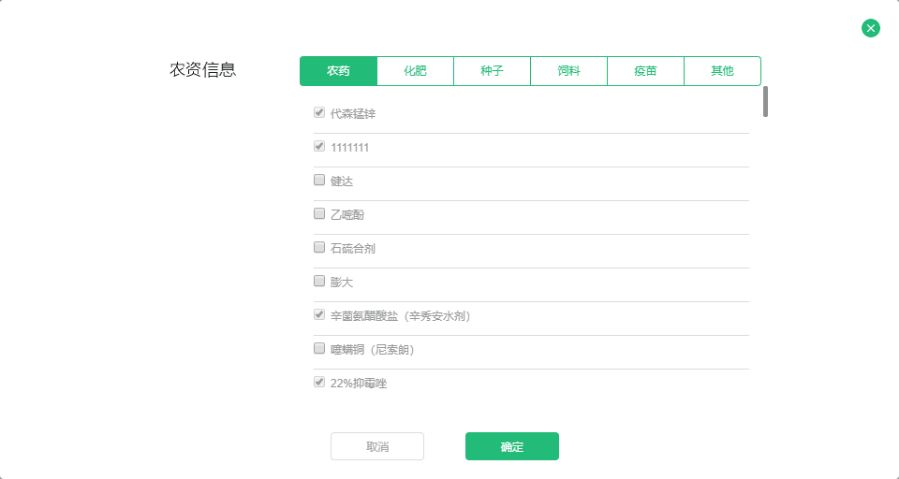 农资信息
农药 化肥 种子 饲料 疫苗 其他
代森锰锌
1111111
健达
乙嘧酚
石硫合剂
膨大
辛菌氨醋酸盐（辛秀安水剂）
噻螨铜（尼索朗）
22%抑霉唑
取消 确定